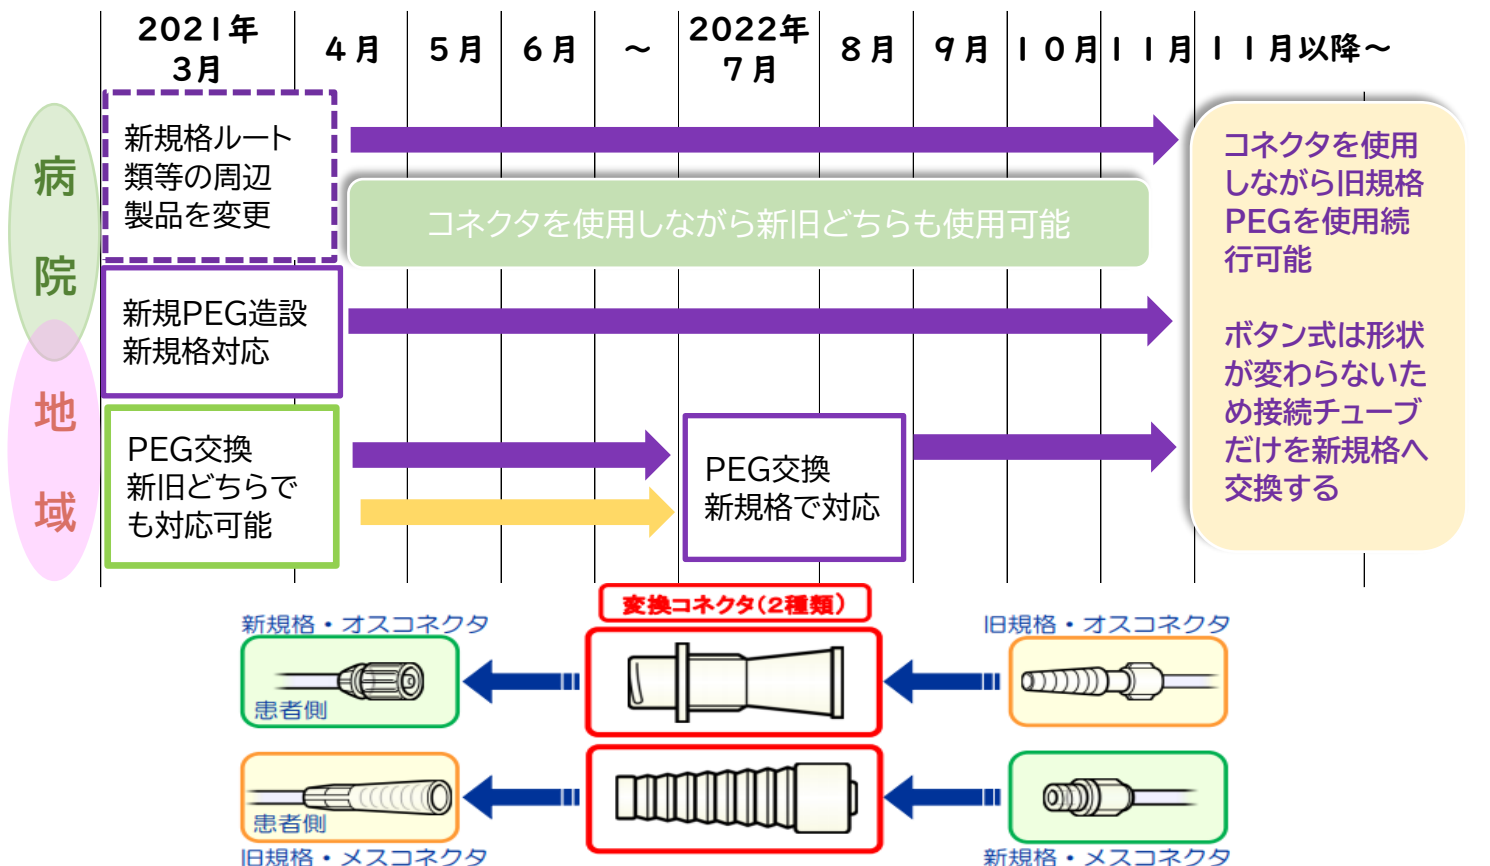 2021年
3月
4月
5月
6月
～
2022年
7月
8月
9月
10月
11月
11月以降～
病
院
地
域
新規格ルート
類等の周辺
製品を変更
コネクタを使用しながら新旧どちらも使用可能
新規PEG造設
新規格対応
PEG交換
新旧どちらで
も対応可能
PEG交換
新規格で対応
コネクタを使用
しながら旧規格
PEGを使用続
行可能
ボタン式は形状
が変わらないた
め接続チューブ
だけを新規格へ
交換する
変換コネクタ(2種類)
新規格・オスコネクタ
患者側
旧規格・オスコネクタ
患者側
旧規格・メスコネクタ
新規格・メスコネクタ